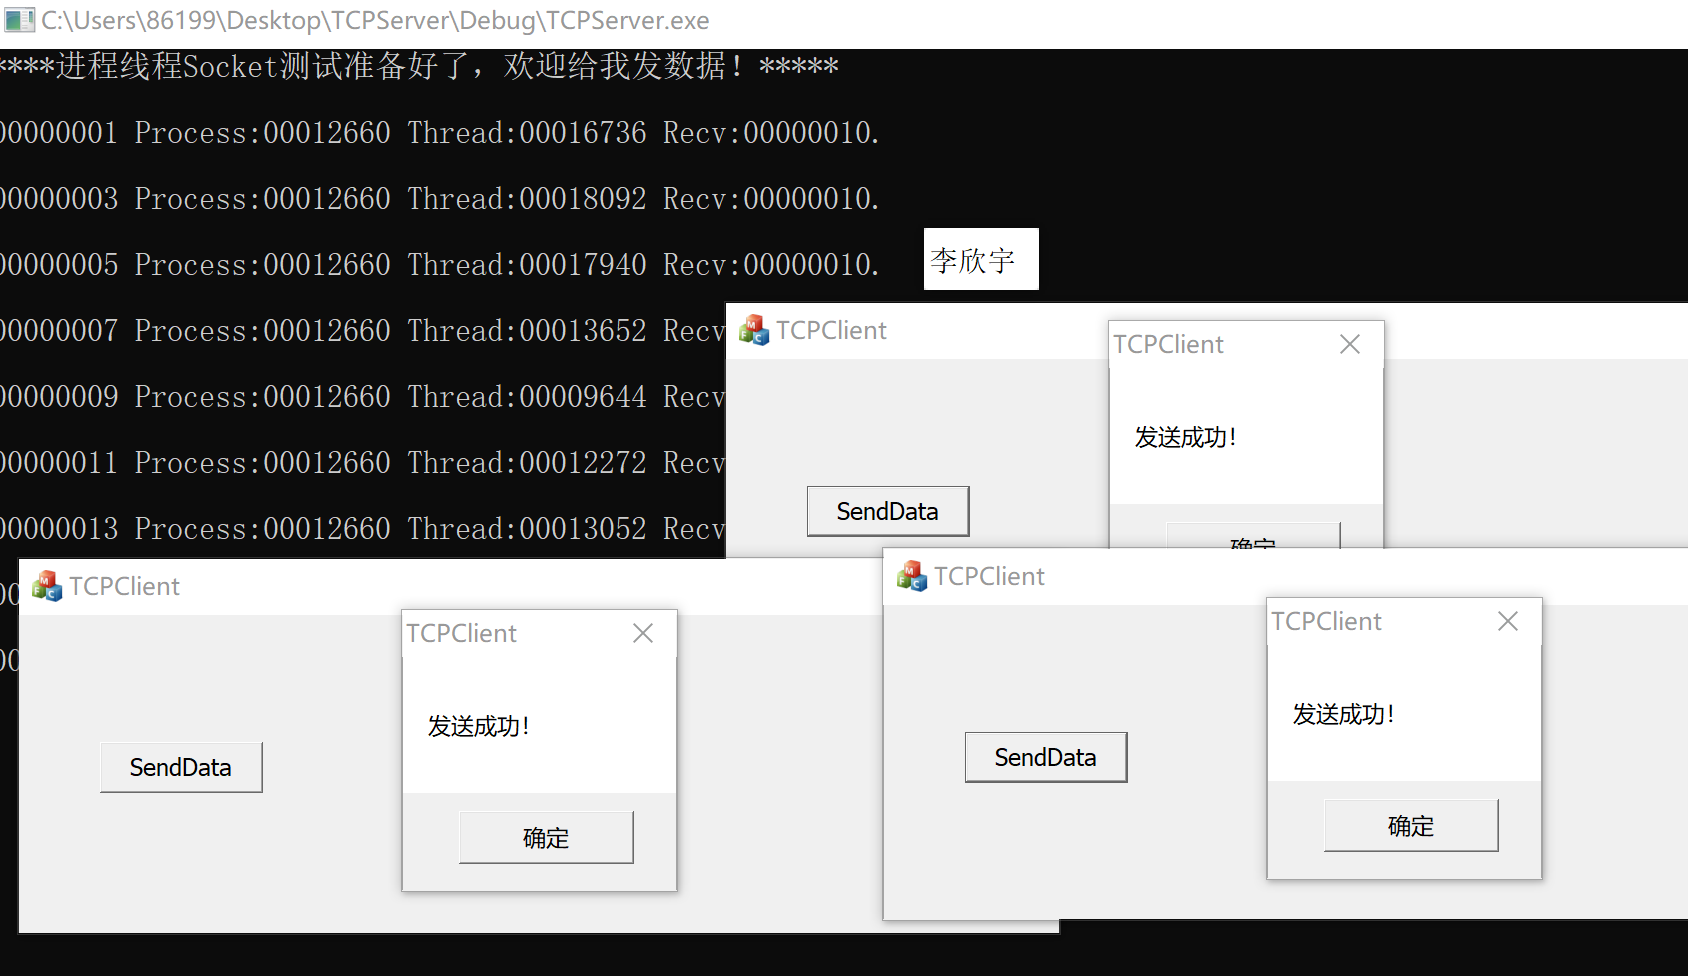 C:\Users\86199\Desktop\TCPServer\Debug\TCPServer.exe
****进程线程Socket测试准备好了，欢迎给我发数据！*****
00000001 Process:00012660 Thread:00016736 Recv:00000010.
00000003 Process:00012660 Thread:00018092 Recv:00000010.
00000005 Process:00012660 Thread:00017940 Recv:00000010.
李欣宇
00000007 Process:00012660 Thread:00013652 Recv
00000009 Process:00012660 Thread:00009644 Recv
00000011 Process:00012660 Thread:00012272 Recv
00000013 Process:00012660 Thread:00013052 Recv
00
00
TCPClient
TCPClient
发送成功！
SendData
确定
TCPClient
TCPClient
发送成功！
SendData
确定
TCPClient
TCPClient
发送成功！
SendData
确定